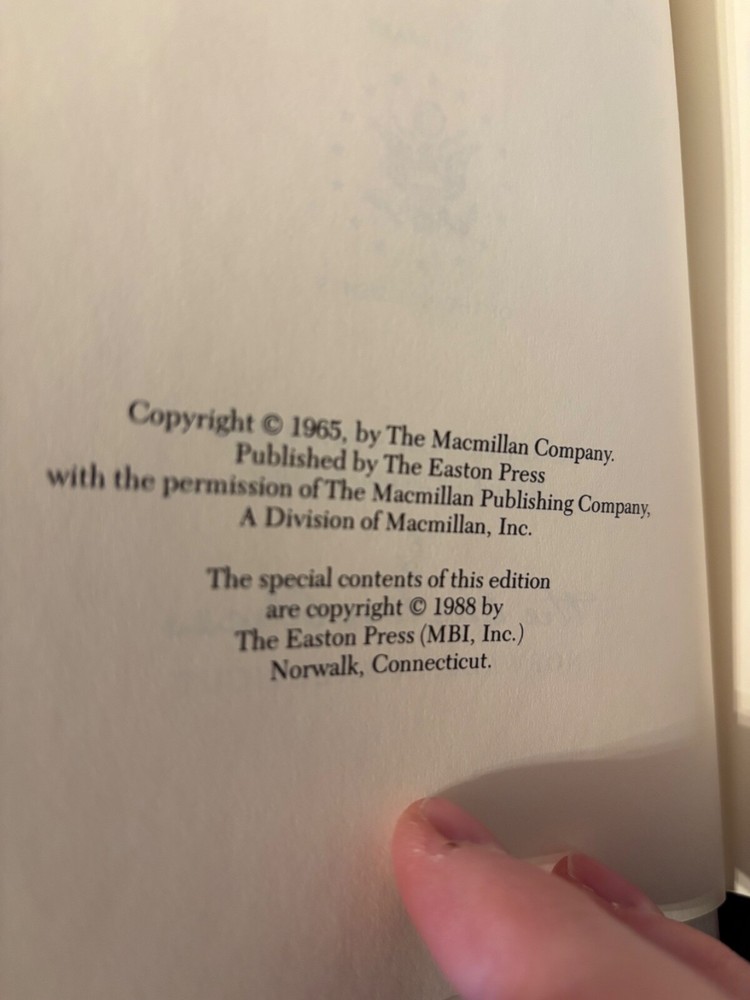 Copyright © 1965, by The Macmillan Company.
Published by The Easton Press
with the permission of The Macmillan Publishing Company,
A Division of Macmillan, Inc.
The special contents of this edition
are copyright © 1988 by
The Easton Press (MBI, Inc.)
Norwalk, Connecticut.